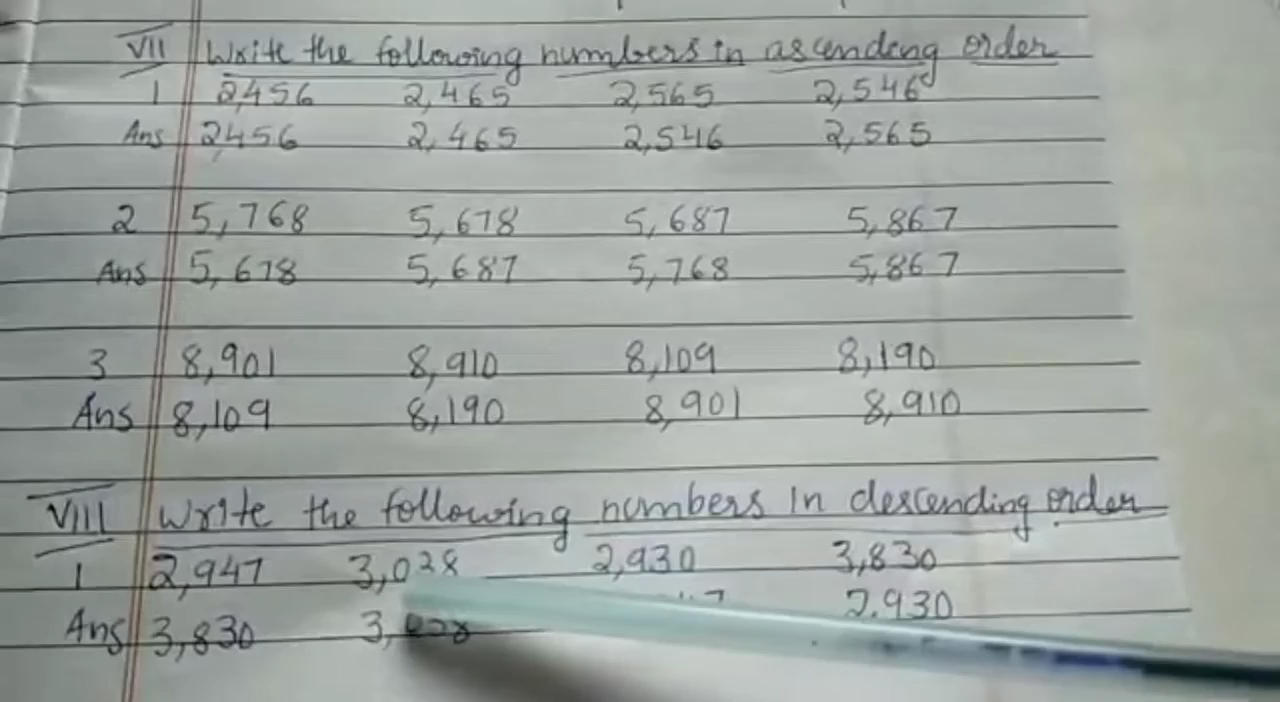 VII Write the following numbers in ascending order
1 2,456 2,465 2,565 2,546
Ans 2,456 2,465 2,546 2,565
2 5,768 5,678 5,687 5,867
Ans 5,678 5,687 5,768 5,867
3 8,901 8,910 8,109 8,190
Ans 8,109 8,190 8,901 8,910
VIII Write the following numbers in descending order
1 2,947 3,028 2,930 3,830
Ans 3,830 3,028 2.930